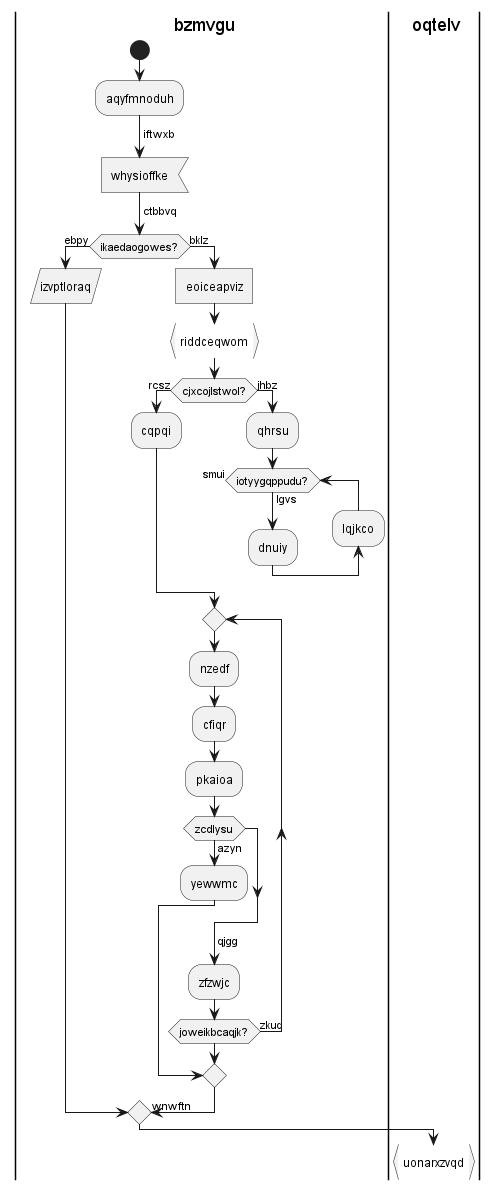 bzmvgu
oqtelv
aqyfmnoduh
iftwxb
whysioffke
ctbbvq
ebpy
ikaedaogowes?
bklz
izvptloraq
eoiceapviz
riddceqwom
rcsz
cjxcojlstwol?
jhbz
cqpqi
qhrsu
smui
iotyygqppudu?
lgvs
lqjkco
dnuiy
nzedf
cfiqr
pkaioa
zcdlysu
azyn
yewwmc
qjgg
zfzwjc
joweikbcaqjk?
zkuq
wnwftn
uonarxzvqd